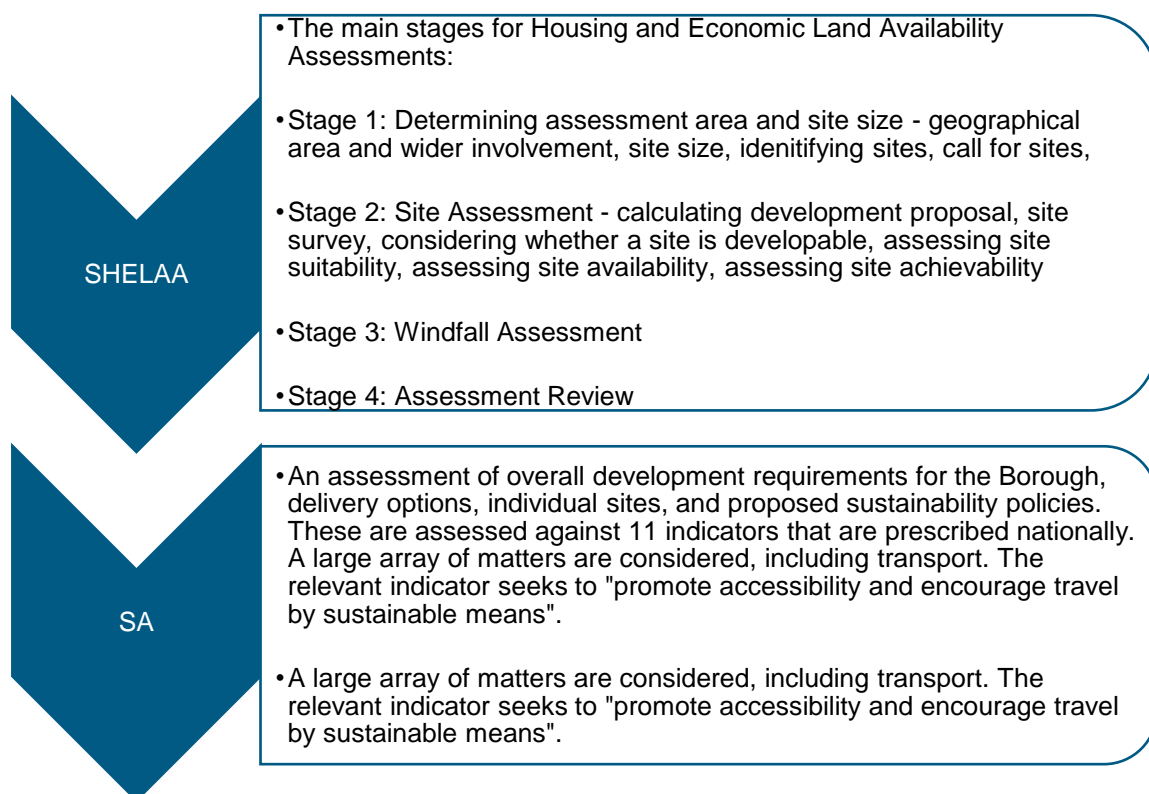 SHELAA
•The main stages for Housing and Economic Land Availability
Assessments:
•Stage 1: Determining assessment area and site size - geographical
area and wider involvement, site size, idenitifying sites, call for sites,
•Stage 2: Site Assessment - calculating development proposal, site
survey, considering whether a site is developable, assessing site
suitability, assessing site availability, assessing site achievability
•Stage 3: Windfall Assessment
•Stage 4: Assessment Review
SA
•An assessment of overall development requirements for the Borough,
delivery options, individual sites, and proposed sustainability policies.
These are assessed against 11 indicators that are prescribed nationally.
A large array of matters are considered, including transport. The
relevant indicator seeks to "promote accessibility and encourage travel
by sustainable means".
•A large array of matters are considered, including transport. The
relevant indicator seeks to "promote accessibility and encourage travel
by sustainable means".